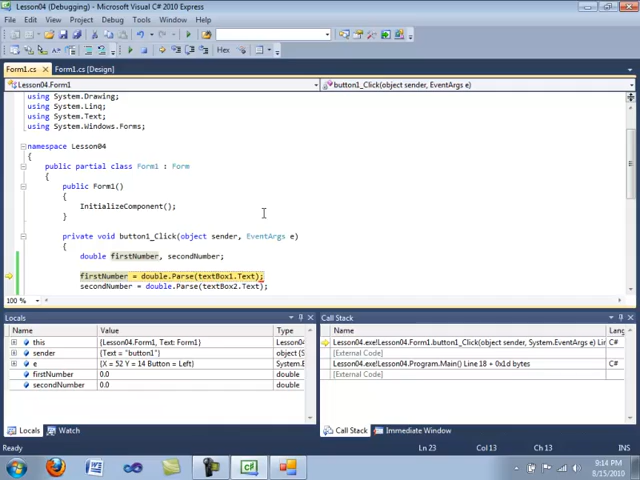 Lesson04 (Debugging) - Microsoft Visual C# 2010 Express
File Edit View Project Debug Tools Window Help
Hex
Form1.cs Form1.cs [Design]
Lesson04.Form1 button1_Click(object sender, EventArgs e)
using System.Drawing;
using System.Linq;
using System.Text;
using System.Windows.Forms;
namespace Lesson04
{
public partial class Form1 : Form
{
public Form1()
{
InitializeComponent();
}
private void button1_Click(object sender, EventArgs e)
{
double firstNumber, secondNumber;
firstNumber = double.Parse(textBox1.Text);
secondNumber = double.Parse(textBox2.Text);
100 %
Locals
Name Value Type
this {Lesson04.Form1, Text: Form1} Lesson0
sender {Text = "button1"} object {S
e {X = 52 Y = 14 Button = Left} System.E
firstNumber 0.0 double
secondNumber 0.0 double
Locals Watch
Call Stack
Name Lang
Lesson04.exe!Lesson04.Form1.button1_Click(object sender, System.EventArgs e) Lin C#
[External Code]
Lesson04.exe!Lesson04.Program.Main() Line 18 + 0x1d bytes C#
[External Code]
Call Stack Immediate Window
Ready Ln 23 Col 13 Ch 13 INS
9:14 PM
8/15/2010